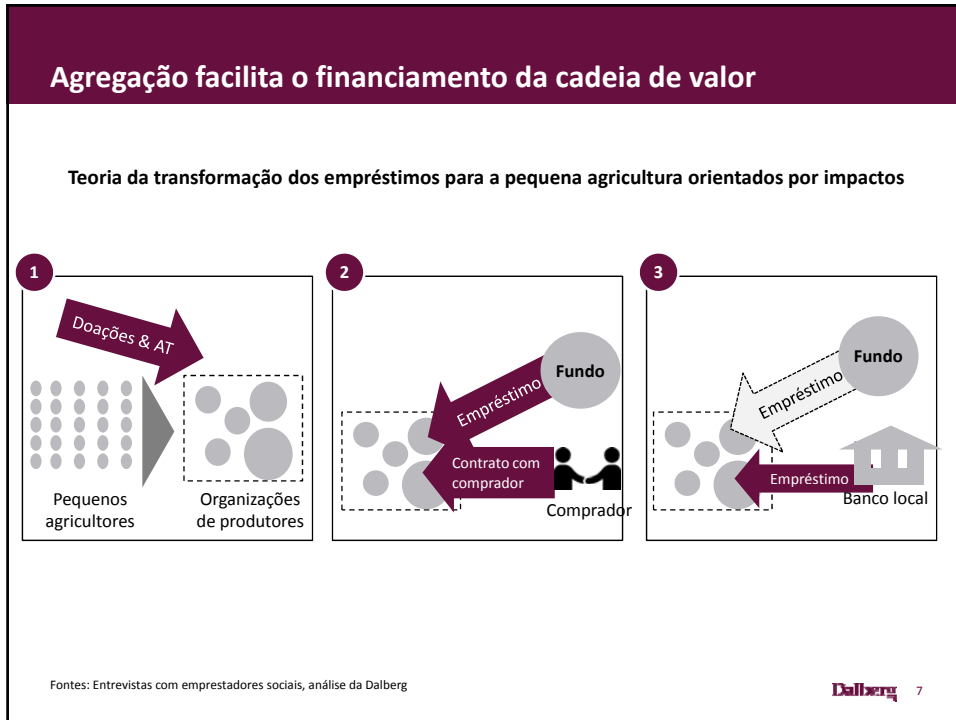 Agregação facilita o financiamento da cadeia de valor
Teoria da transformação dos empréstimos para a pequena agricultura orientados por impactos
1
Doações & AT
Pequenos
agricultores
Organizações
de produtores
2
Fundo
Empréstimo
Contrato com
comprador
Comprador
3
Fundo
Empréstimo
Empréstimo
Banco local
Fontes: Entrevistas com emprestadores sociais, análise da Dalberg
Dalberg 7